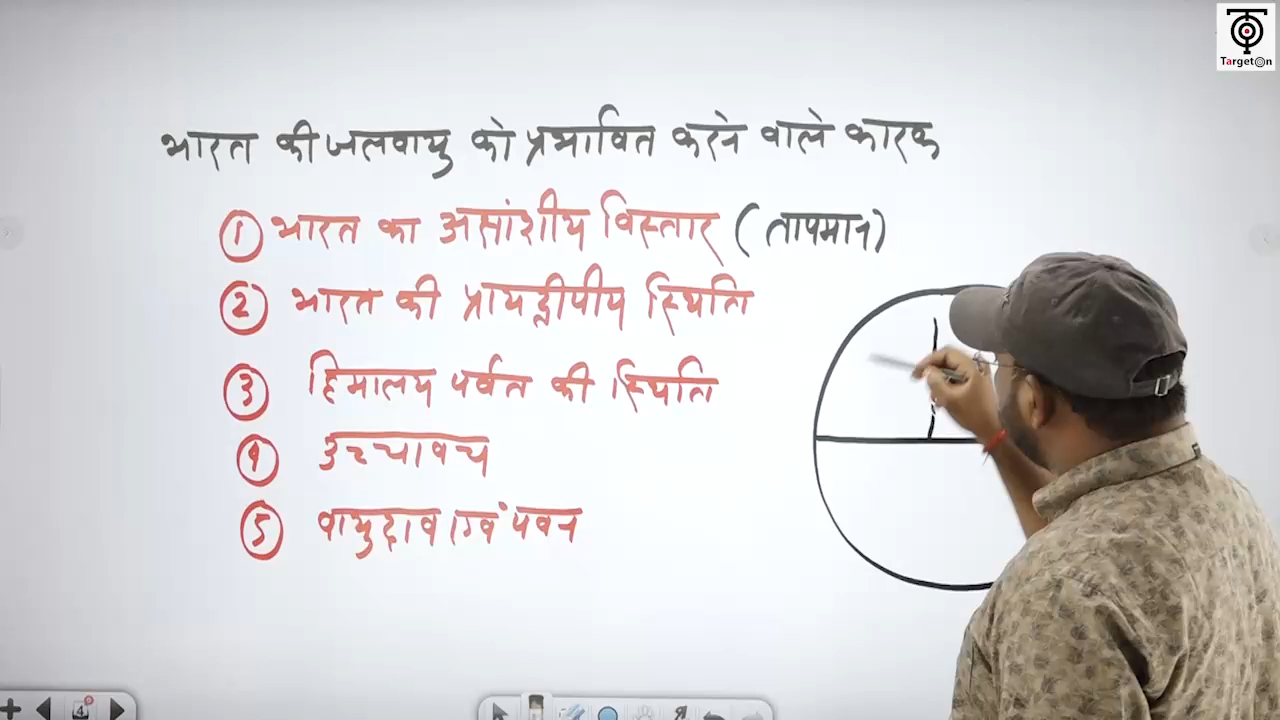 TargetOn
भारत की जलवायु को प्रभावित करने वाले कारक
1 भारत का अक्षांशीय विस्तार (तापमान)
2 भारत की प्रायद्वीपीय स्थिति
3 हिमालय पर्वत की स्थिति
4 उच्चावच
5 वायुदाब एवं पवन
4